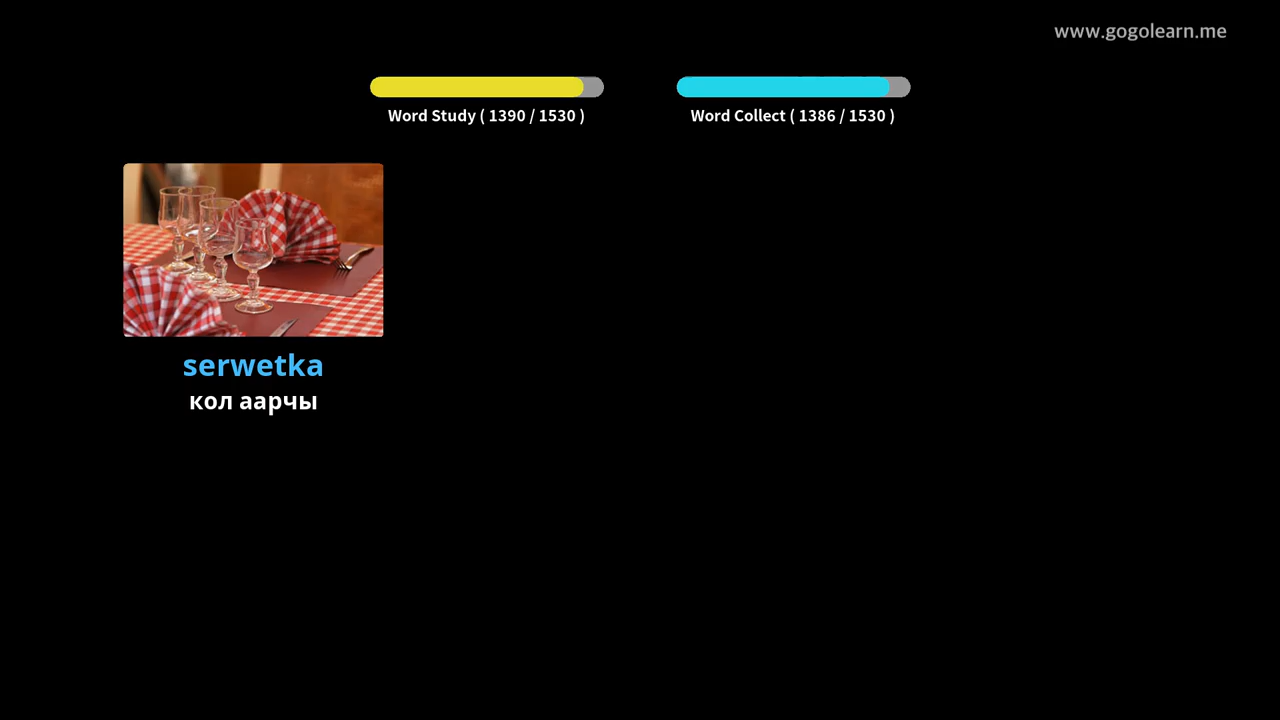 www.gogolearn.me
Word Study ( 1390 / 1530 )
Word Collect ( 1386 / 1530 )
serwetka
кол аарчы